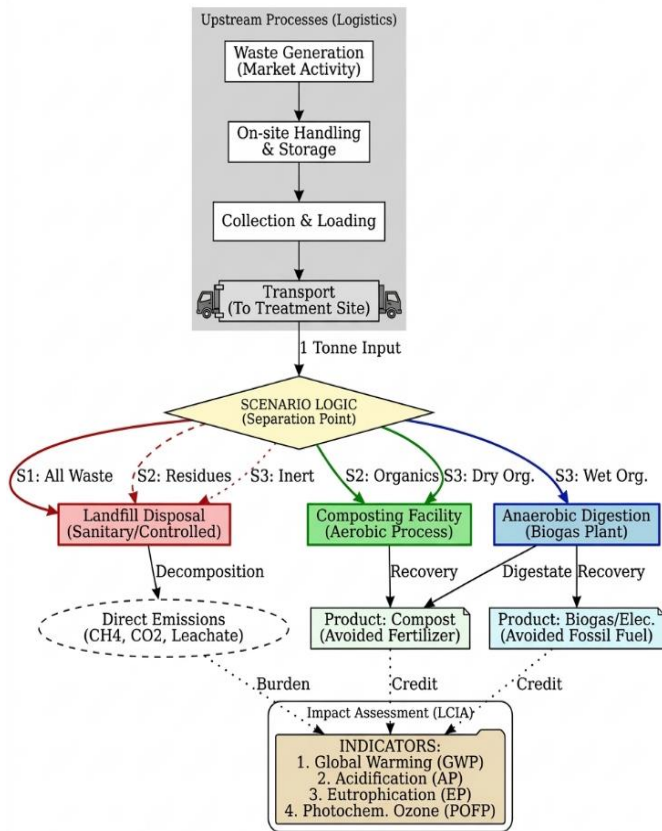 Upstream Processes (Logistics)
Waste Generation
(Market Activity)
On-site Handling
& Storage
Collection & Loading
Transport
(To Treatment Site)
1 Tonne Input
SCENARIO LOGIC
(Separation Point)
S1: All Waste
S2: Residues
S3: Inert
S2: Organics
S3: Dry Org.
S3: Wet Org.
Landfill Disposal
(Sanitary/Controlled)
Composting Facility
(Aerobic Process)
Anaerobic Digestion
(Biogas Plant)
Decomposition
Recovery
Digestate
Recovery
Direct Emissions
(CH4, CO2, Leachate)
Product: Compost
(Avoided Fertilizer)
Product: Biogas/Elec.
(Avoided Fossil Fuel)
Burden
Credit
Credit
Impact Assessment (LCIA)
INDICATORS:
1. Global Warming (GWP)
2. Acidification (AP)
3. Eutrophication (EP)
4. Photochem. Ozone (POFP)